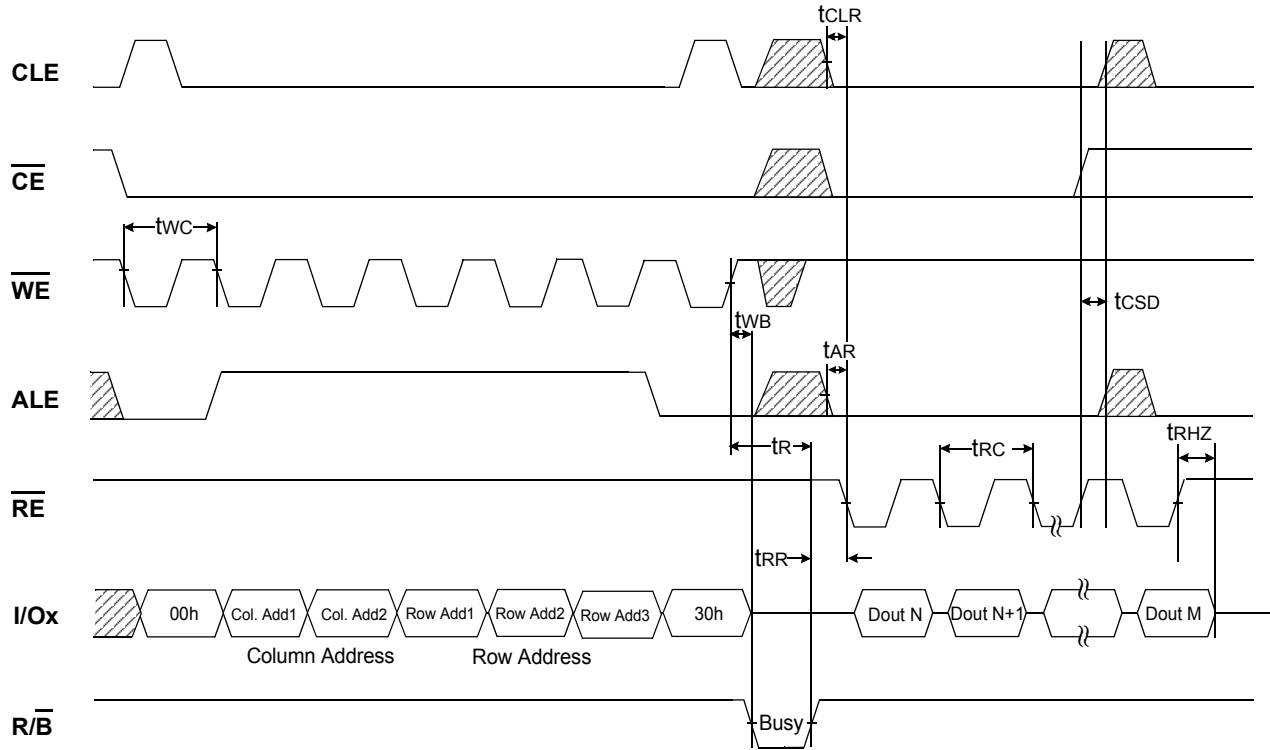 tCLR
CLE
CE
tWC
WE
tCSD
tWB
tAR
ALE
tR
tRC
tRHZ
RE
tRR
I/Ox
00h
Col. Add1
Col. Add2
Row Add1
Row Add2
Row Add3
30h
Dout N
Dout N+1
Dout M
Column Address
Row Address
R/B
Busy